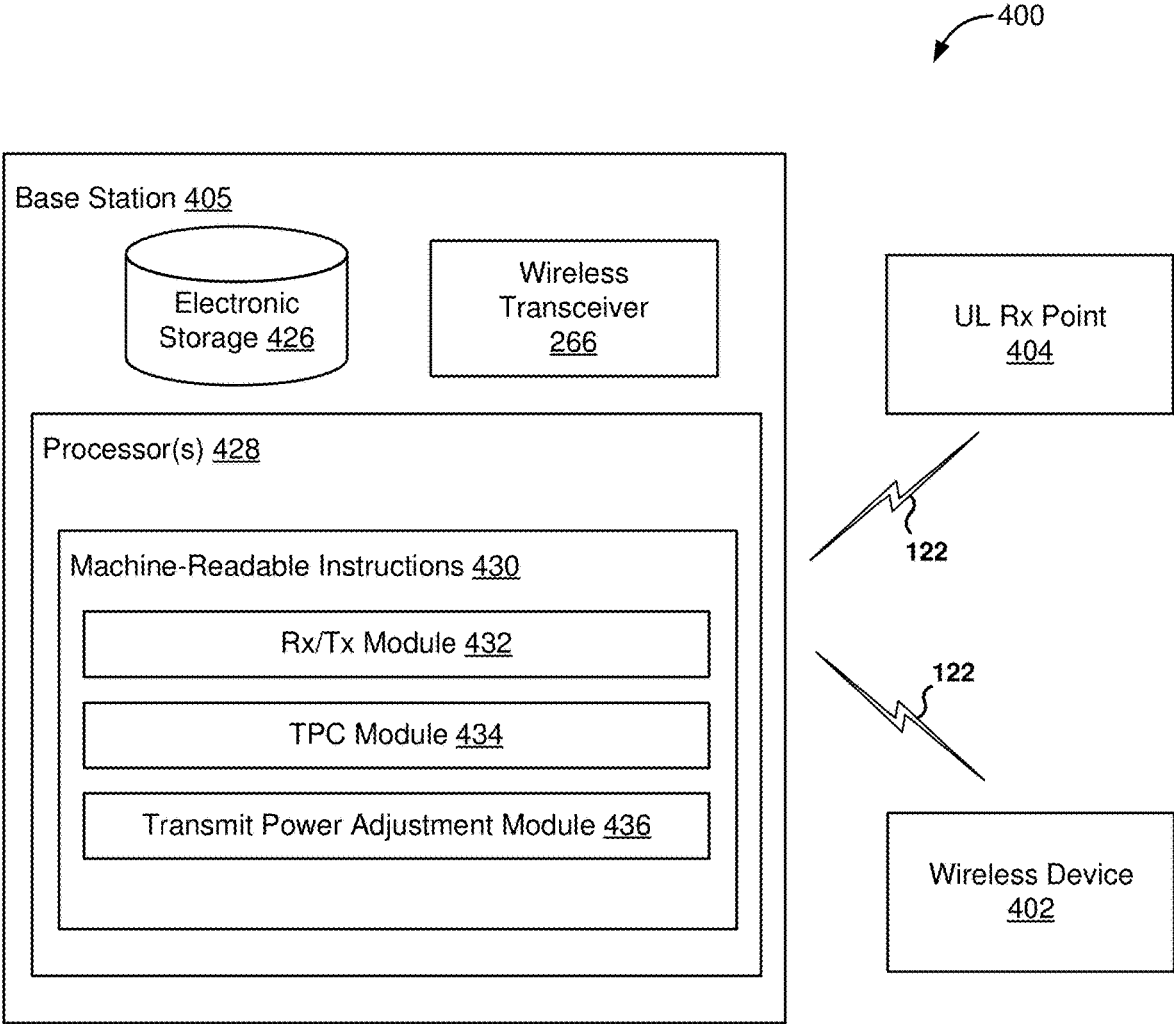 400
Base Station 405
Electronic
Storage 426
Wireless
Transceiver
266
UL Rx Point
404
Processor(s) 428
122
Machine-Readable Instructions 430
Rx/Tx Module 432
122
TPC Module 434
Transmit Power Adjustment Module 436
Wireless Device
402